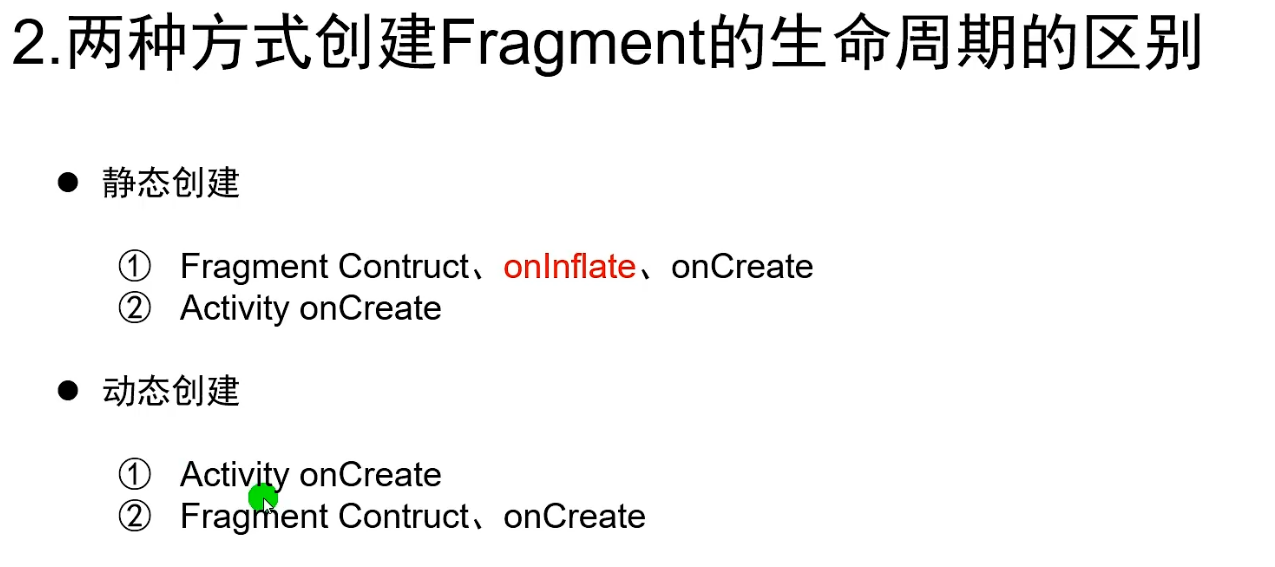 2.两种方式创建Fragment的生命周期的区别
● 静态创建
① Fragment Contruct、onInflate、onCreate
② Activity onCreate
● 动态创建
① Activity onCreate
② Fragment Contruct、onCreate